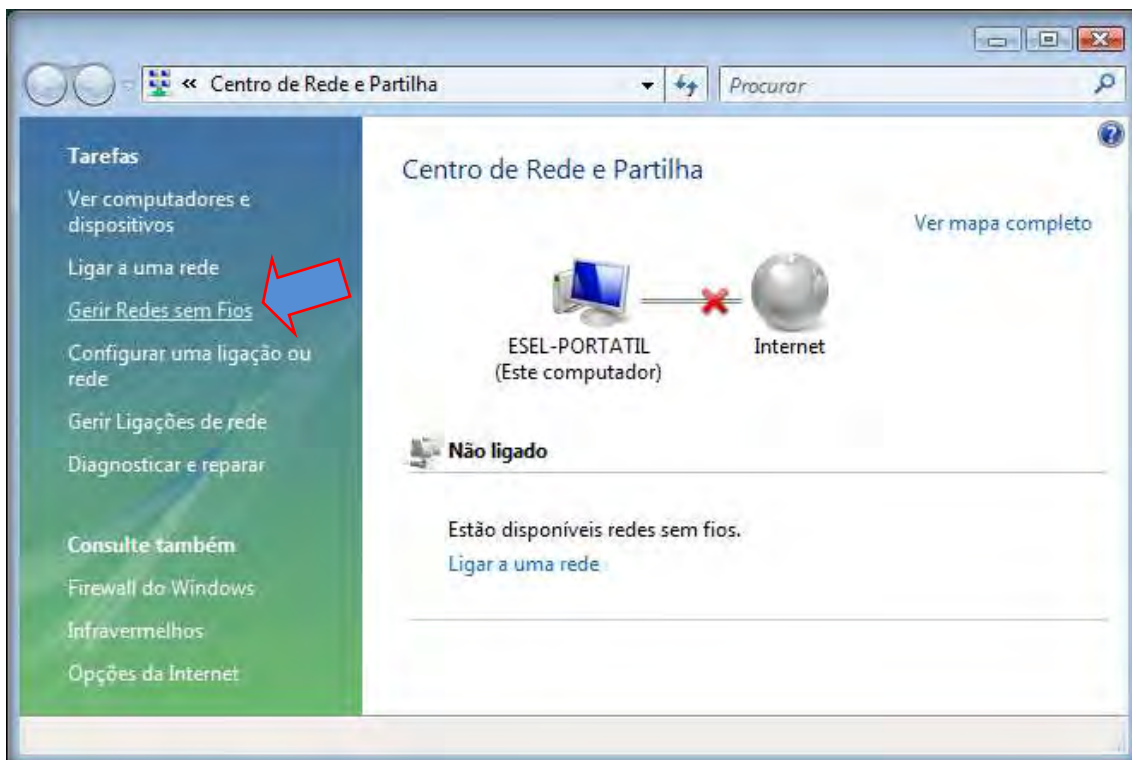 « Centro de Rede e Partilha
Procurar
Tarefas
Ver computadores e
dispositivos
Ligar a uma rede
Gerir Redes sem Fios
Configurar uma ligação ou
rede
Gerir Ligações de rede
Diagnosticar e reparar
Consulte também
Firewall do Windows
Infravermelhos
Opções da Internet
Centro de Rede e Partilha
Ver mapa completo
ESEL-PORTATIL
(Este computador)
Internet
Não ligado
Estão disponíveis redes sem fios.
Ligar a uma rede